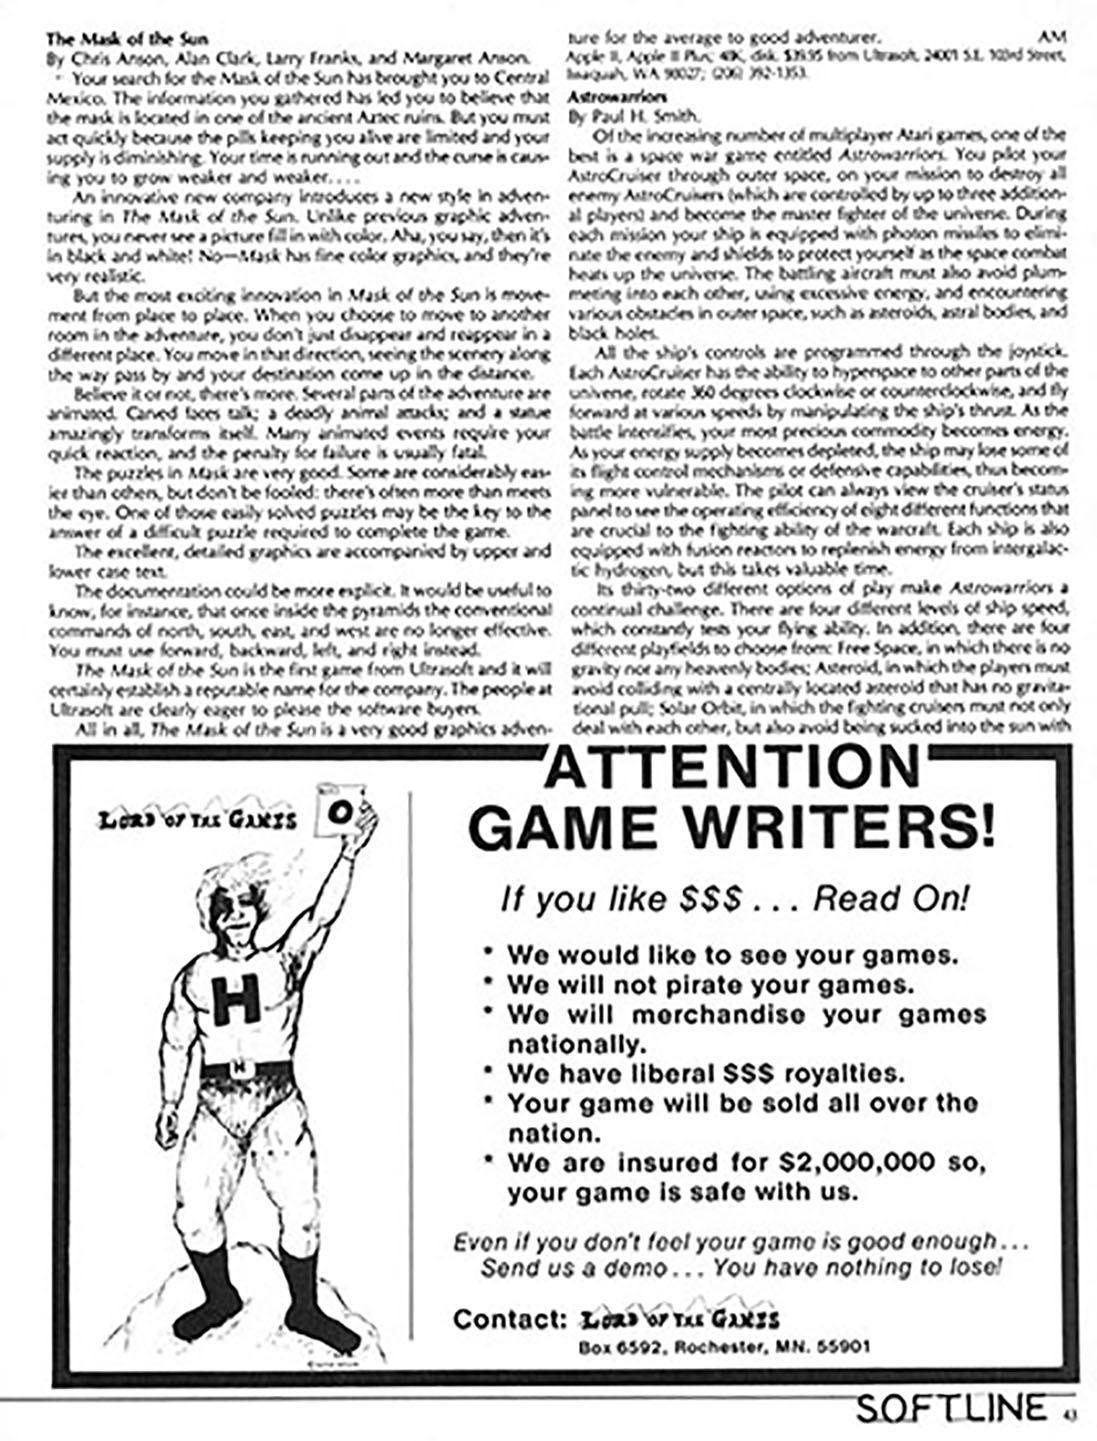 The Mask of the Sun
By Chris Anson, Alan Clark, Larry Franks, and Margaret Anson.
Your search for the Mask of the Sun has brought you to Central
Mexico. The information you gathered has led you to believe that
the mask is located in one of the ancient Aztec ruins. But you must
act quickly because the pills keeping you alive are limited and your
supply is diminishing. Your time is running out and the curse is caus-
ing you to grow weaker and weaker....
An innovative new company introduces a new style in adven-
turing in The Mask of the Sun. Unlike previous graphic adven-
tures, you never see a picture fill in with color. Aha, you say, then it's
in black and white! No—Mask has fine color graphics, and they're
very realistic.
But the most exciting innovation in Mask of the Sun is move-
ment from place to place. When you choose to move to another
room in the adventure, you don't just disappear and reappear in a
different place. You move in that direction, seeing the scenery along
the way pass by and your destination come up in the distance.
Believe it or not, there's more. Several parts of the adventure are
animated. Carved faces talk; a deadly animal attacks; and a statue
amazingly transforms itself. Many animated events require your
quick reaction, and the penalty for failure is usually fatal.
The puzzles in Mask are very good. Some are considerably eas-
ier than others, but don't be fooled: there's often more than meets
the eye. One of those easily solved puzzles may be the key to the
answer of a difficult puzzle required to complete the game.
The excellent, detailed graphics are accompanied by upper and
lower case text.
The documentation could be more explicit. It would be useful to
know, for instance, that once inside the pyramids the conventional
commands of north, south, east, and west are no longer effective.
You must use forward, backward, left, and right instead.
The Mask of the Sun is the first game from Ultrasoft and it will
certainly establish a reputable name for the company. The people at
Ultrasoft are clearly eager to please the software buyers.
All in all, The Mask of the Sun is a very good graphics adven-
ture for the average to good adventurer. AM
Apple II, Apple II Plus; 48K, disk. $39.95 from Ultrasoft, 24001 S.E. 103rd Street,
Issaquah, WA 98027; (206) 392-1353.
Astrowarriors
By Paul H. Smith.
Of the increasing number of multiplayer Atari games, one of the
best is a space war game entitled Astrowarriors. You pilot your
AstroCruiser through outer space, on your mission to destroy all
enemy AstroCruisers (which are controlled by up to three addition-
al players) and become the master fighter of the universe. During
each mission your ship is equipped with photon missiles to elimi-
nate the enemy and shields to protect yourself as the space combat
heats up the universe. The battling aircraft must also avoid plum-
meting into each other, using excessive energy, and encountering
various obstacles in outer space, such as asteroids, astral bodies, and
black holes.
All the ship's controls are programmed through the joystick.
Each AstroCruiser has the ability to hyperspace to other parts of the
universe, rotate 360 degrees clockwise or counterclockwise, and fly
forward at various speeds by manipulating the ship's thrust. As the
battle intensifies, your most precious commodity becomes energy.
As your energy supply becomes depleted, the ship may lose some of
its flight control mechanisms or defensive capabilities, thus becom-
ing more vulnerable. The pilot can always view the cruiser's status
panel to see the operating efficiency of eight different functions that
are crucial to the fighting ability of the warcraft. Each ship is also
equipped with fusion reactors to replenish energy from intergalac-
tic hydrogen, but this takes valuable time.
Its thirty-two different options of play make Astrowarriors a
continual challenge. There are four different levels of ship speed,
which constantly tests your flying ability. In addition, there are four
different playfields to choose from: Free Space, in which there is no
gravity nor any heavenly bodies; Asteroid, in which the players must
avoid colliding with a centrally located asteroid that has no gravita-
tional pull; Solar Orbit, in which the fighting cruisers must not only
deal with each other, but also avoid being sucked into the sun with
LORD OF THE GAMES
O
H
H
ATTENTION
GAME WRITERS!
If you like $$$ ... Read On!
* We would like to see your games.
* We will not pirate your games.
* We will merchandise your games
nationally.
* We have liberal $$$ royalties.
* Your game will be sold all over the
nation.
* We are insured for $2,000,000 so,
your game is safe with us.
Even if you don't feel your game is good enough...
Send us a demo... You have nothing to lose!
Contact: LORD OF THE GAMES
Box 6592, Rochester, MN. 55901
SOFTLINE 43